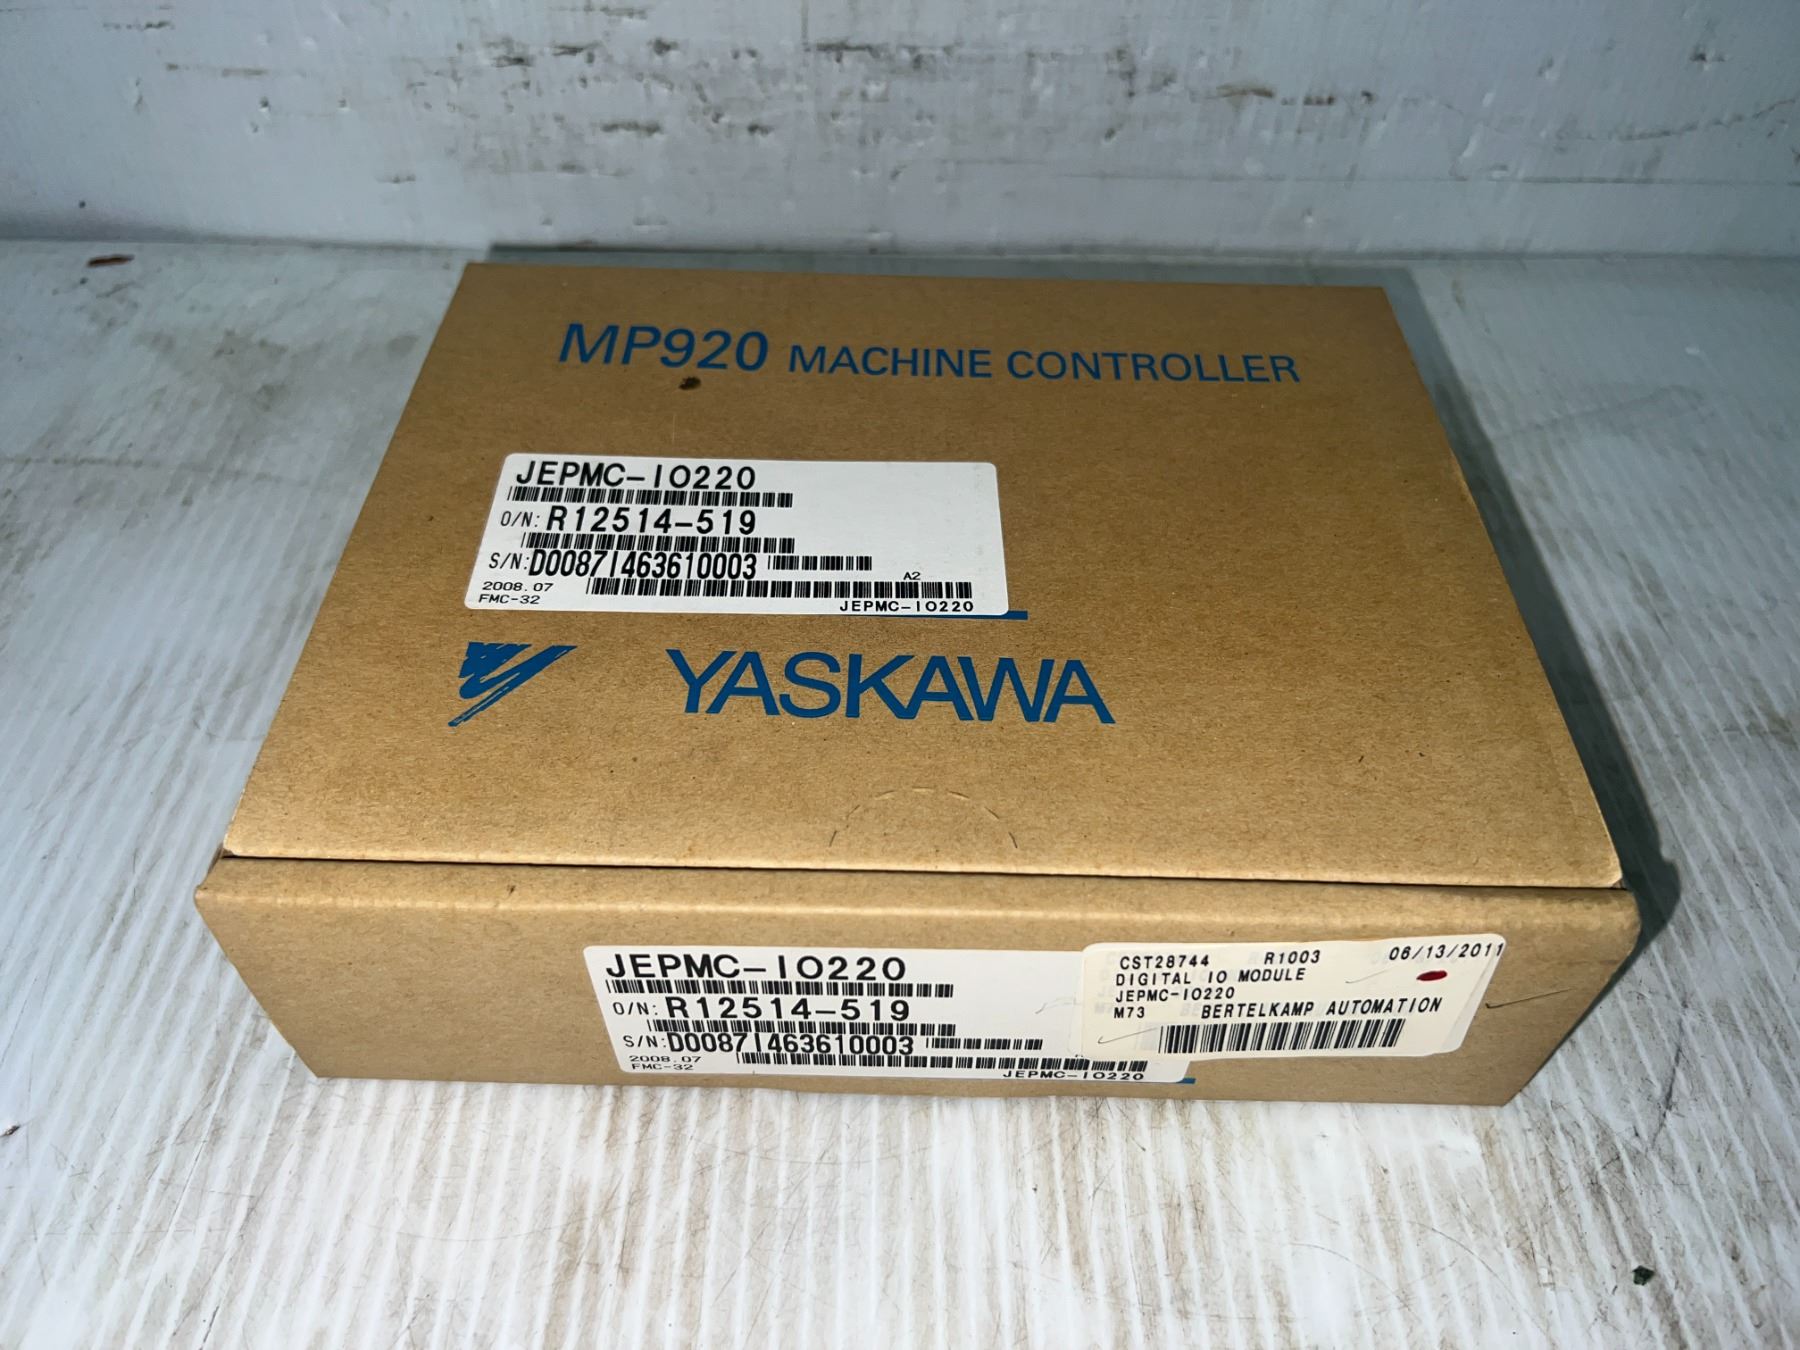 MP920 MACHINE CONTROLLER
JEPMC-IO220
O/N: R12514-519
S/N: D00871463610003
A2
2008.07
FMC-32
JEPMC-IO220
YASKAWA
JEPMC-IO220
O/N: R12514-519
S/N: D00871463610003
2008.07
FMC-32
JEPMC-IO220
CST28744 R1003 06/13/2011
DIGITAL IO MODULE
JEPMC-IO220
M73 BERTELKAMP AUTOMATION